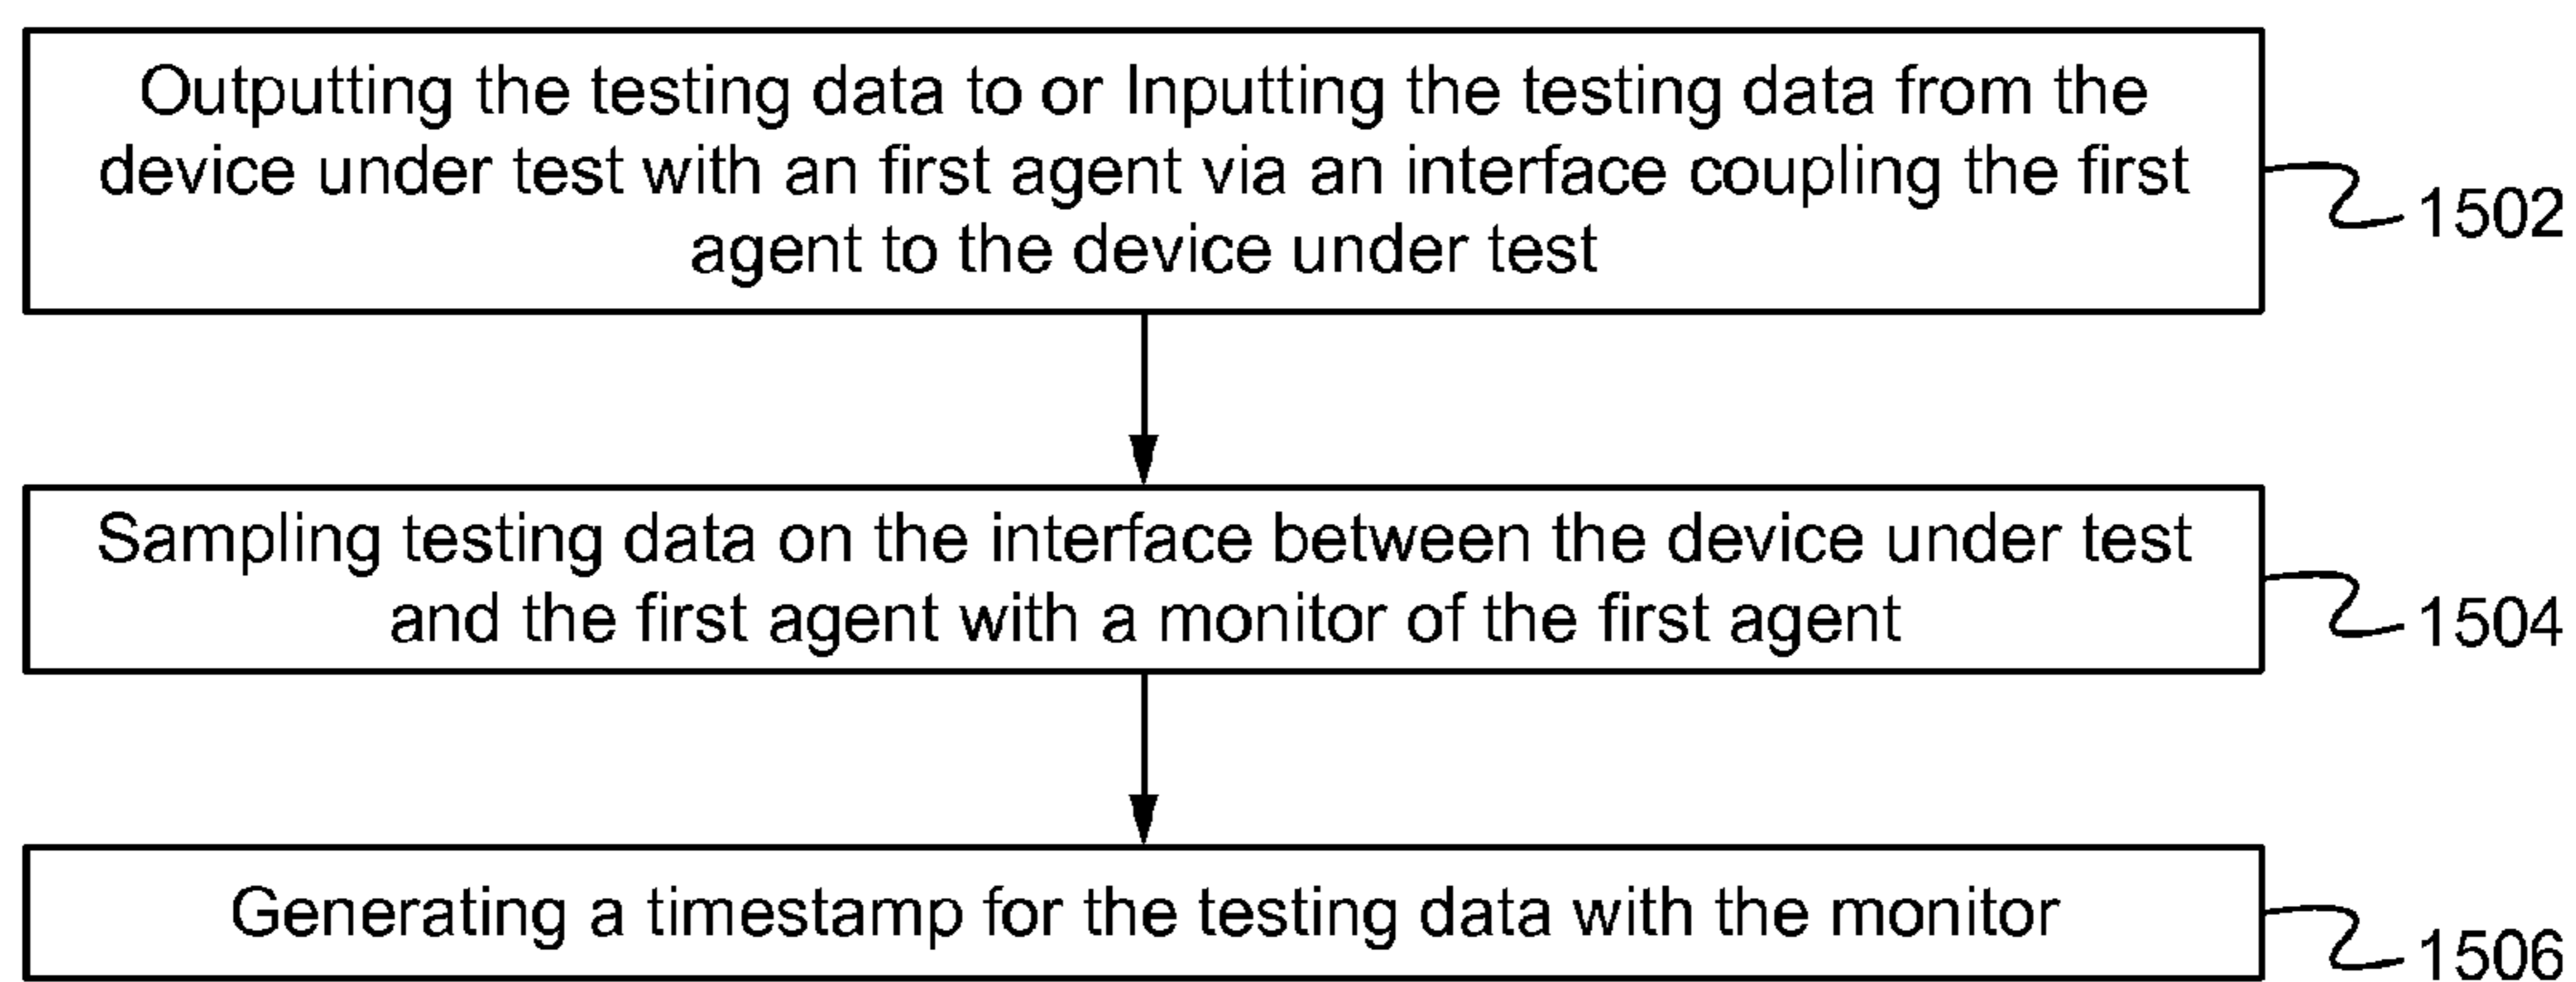 Outputting the testing data to or Inputting the testing data from the
device under test with an first agent via an interface coupling the first
agent to the device under test
1502
Sampling testing data on the interface between the device under test
and the first agent with a monitor of the first agent
1504
Generating a timestamp for the testing data with the monitor
1506